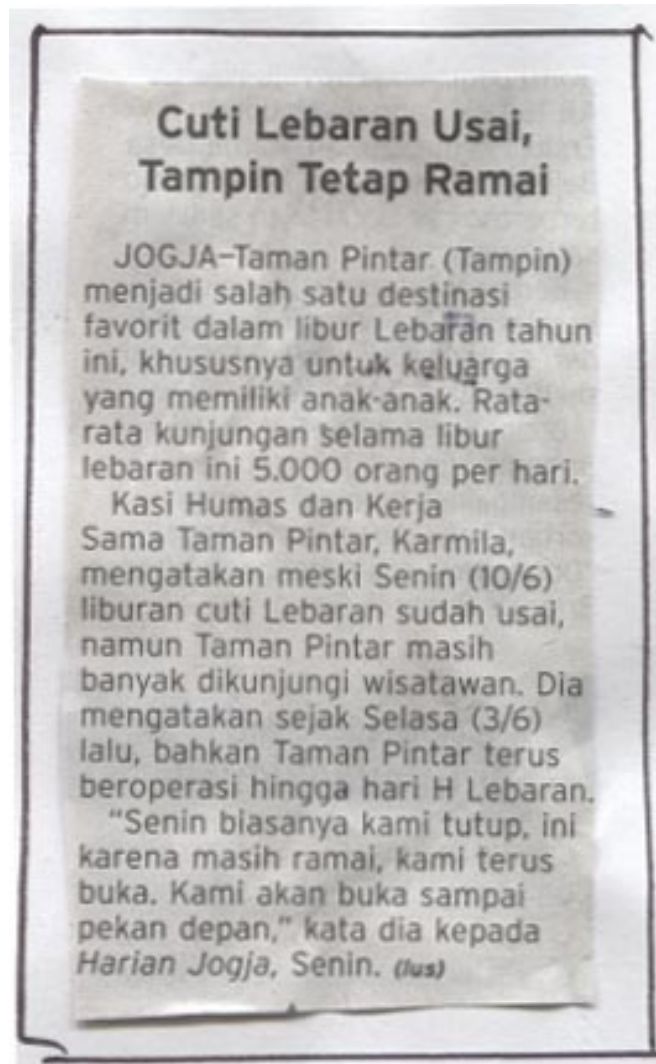 Cuti Lebaran Usai,
Tampin Tetap Ramai
JOGJA–Taman Pintar (Tampin)
menjadi salah satu destinasi
favorit dalam libur Lebaran tahun
ini, khususnya untuk keluarga
yang memiliki anak-anak. Rata-
rata kunjungan selama libur
lebaran ini 5.000 orang per hari.
Kasi Humas dan Kerja
Sama Taman Pintar, Karmila,
mengatakan meski Senin (10/6)
liburan cuti Lebaran sudah usai,
namun Taman Pintar masih
banyak dikunjungi wisatawan. Dia
mengatakan sejak Selasa (3/6)
lalu, bahkan Taman Pintar terus
beroperasi hingga hari H Lebaran.
"Senin biasanya kami tutup, ini
karena masih ramai, kami terus
buka. Kami akan buka sampai
pekan depan," kata dia kepada
Harian Jogja, Senin. (lus)